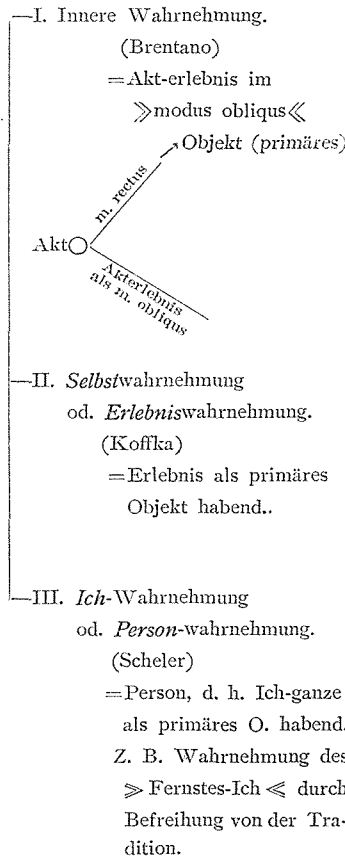 I. Innere Wahrnehmung.
(Brentano)
=Akt-erlebnis im
≫modus obliqus≪
Objekt (primäres)
m. rectus
Akt
Akterlebnis
als m. obliqus
II. Selbstwahrnehmung
od. Erlebniswahrnehmung.
(Koffka)
=Erlebnis als primäres
Objekt habend..
III. Ich-Wahrnehmung
od. Person-wahrnehmung.
(Scheler)
=Person, d. h. Ich-ganze
als primäres O. habend.
Z. B. Wahrnehmung des
≫ Fernstes-Ich ≪ durch
Befreihung von der Tra-
dition.